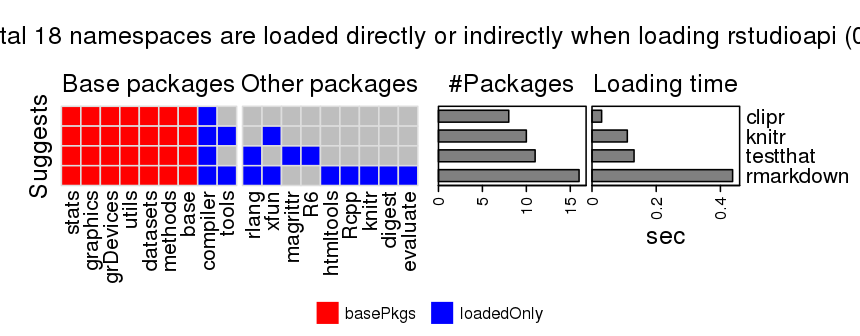 tal 18 namespaces are loaded directly or indirectly when loading rstudioapi (0
Base packages Other packages #Packages Loading time
Suggests
clipr
knitr
testthat
rmarkdown
stats
graphics
grDevices
utils
datasets
methods
base
compiler
tools
rlang
xfun
magrittr
R6
htmltools
Rcpp
knitr
digest
evaluate
0 5 10 15
0 0.2 0.4
sec
basePkgs loadedOnly